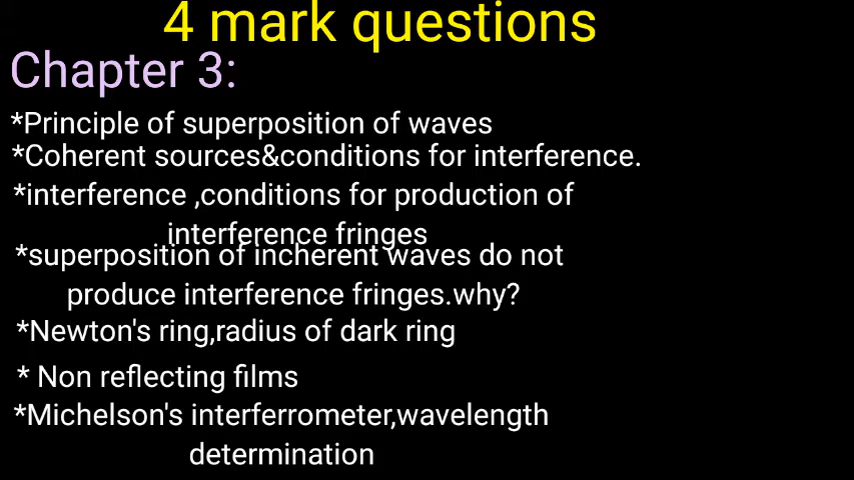 4 mark questions
Chapter 3:
*Principle of superposition of waves
*Coherent sources&conditions for interference.
*interference ,conditions for production of
interference fringes
*superposition of incherent waves do not
produce interference fringes.why?
*Newton's ring,radius of dark ring
* Non reflecting films
*Michelson's interferrometer,wavelength
determination